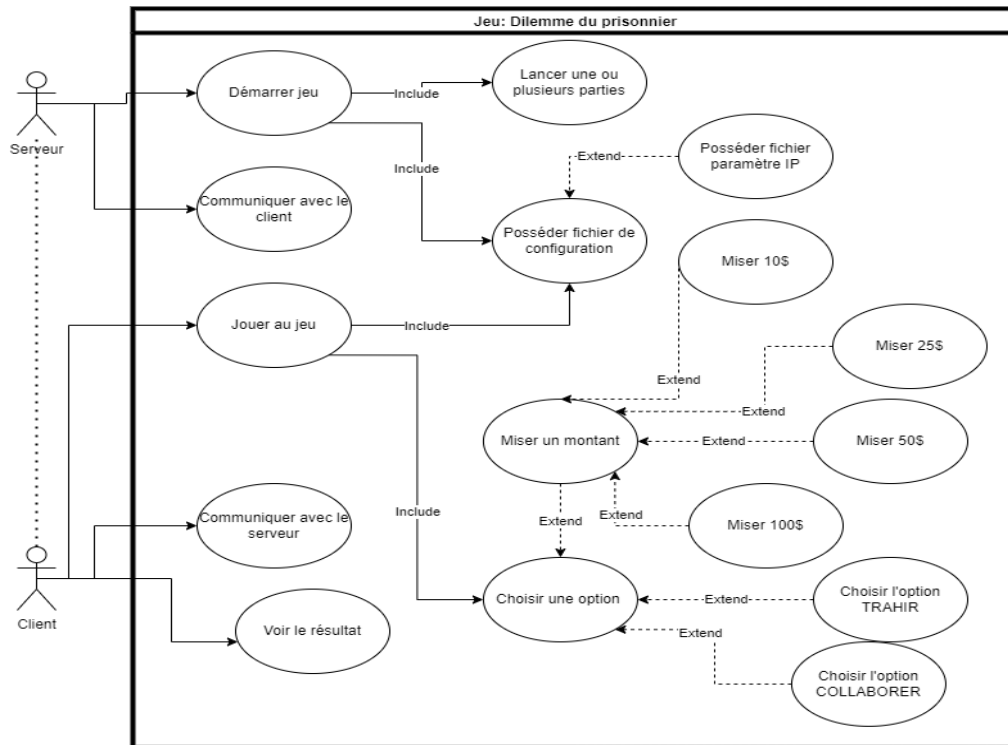 Jeu: Dilemme du prisonnier
Serveur
Démarrer jeu
Include
Lancer une ou
plusieurs parties
Include
Extend
Posséder fichier
paramètre IP
Communiquer avec le
client
Posséder fichier de
configuration
Miser 10$
Jouer au jeu
Include
Miser 25$
Extend
Extend
Miser un montant
Extend
Miser 50$
Include
Extend
Extend
Miser 100$
Communiquer avec le
serveur
Client
Choisir une option
Extend
Choisir l'option
TRAHIR
Voir le résultat
Extend
Choisir l'option
COLLABORER